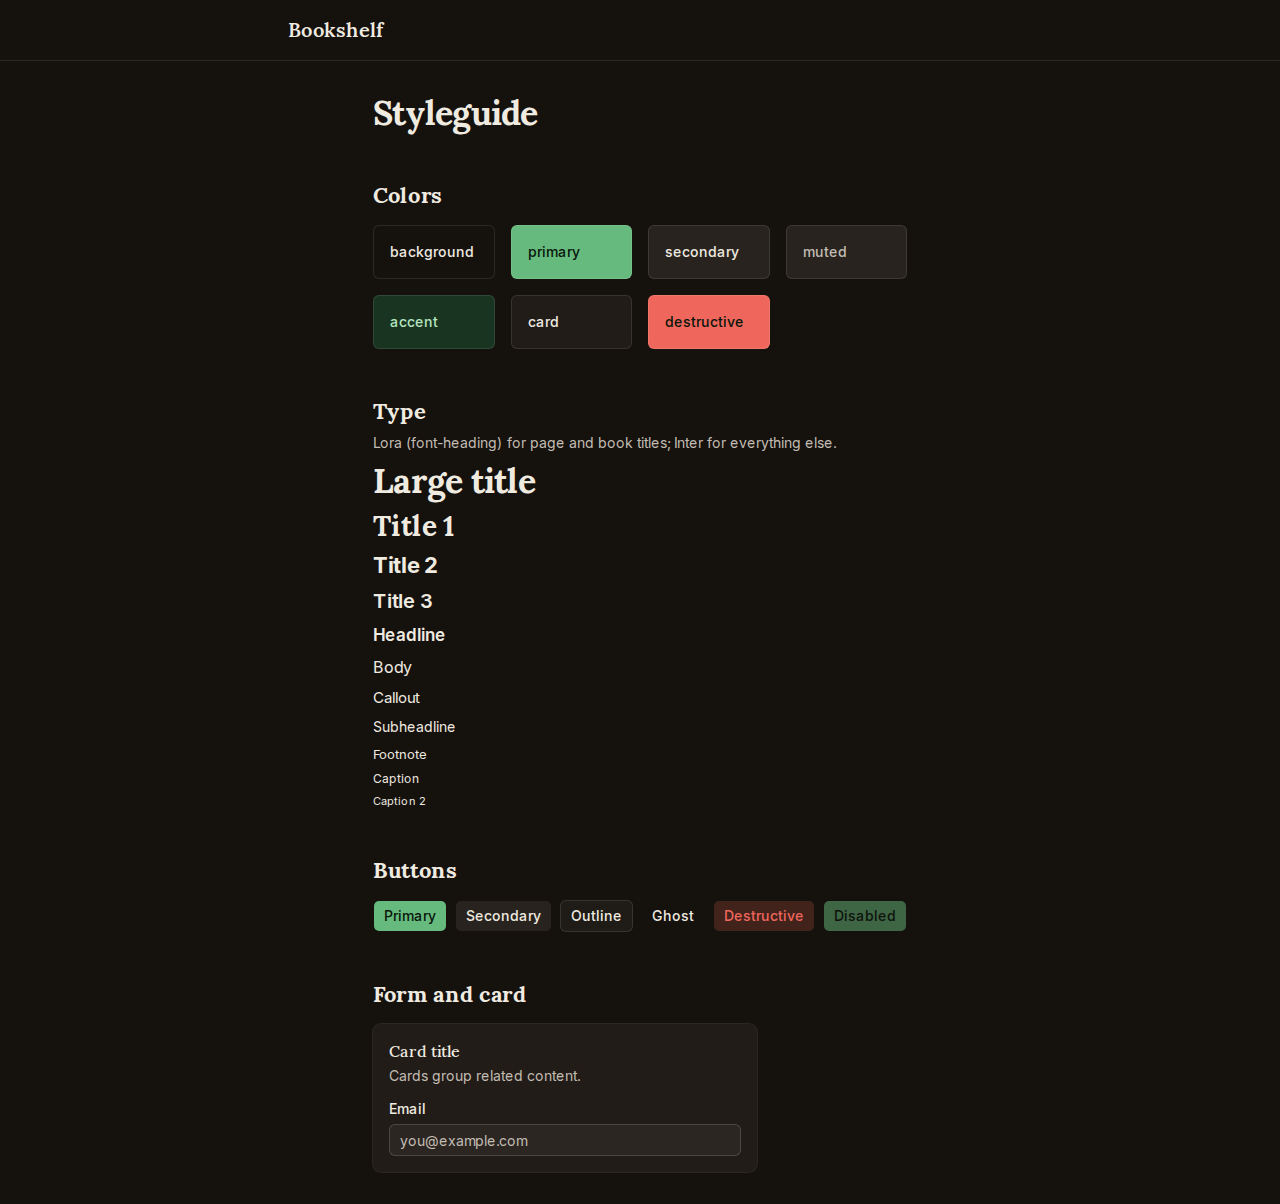 Bookshelf
Styleguide
Colors
background primary secondary muted
accent card destructive
Type
Lora (font-heading) for page and book titles; Inter for everything else.
Large title
Title 1
Title 2
Title 3
Headline
Body
Callout
Subheadline
Footnote
Caption
Caption 2
Buttons
Primary Secondary Outline Ghost Destructive Disabled
Form and card
Card title
Cards group related content.
Email
you@example.com